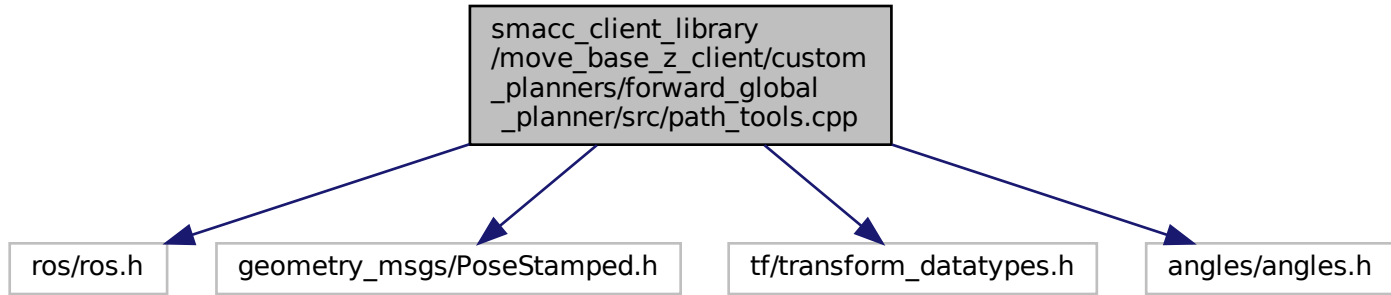 smacc_client_library
/move_base_z_client/custom
_planners/forward_global
_planner/src/path_tools.cpp
ros/ros.h
geometry_msgs/PoseStamped.h
tf/transform_datatypes.h
angles/angles.h